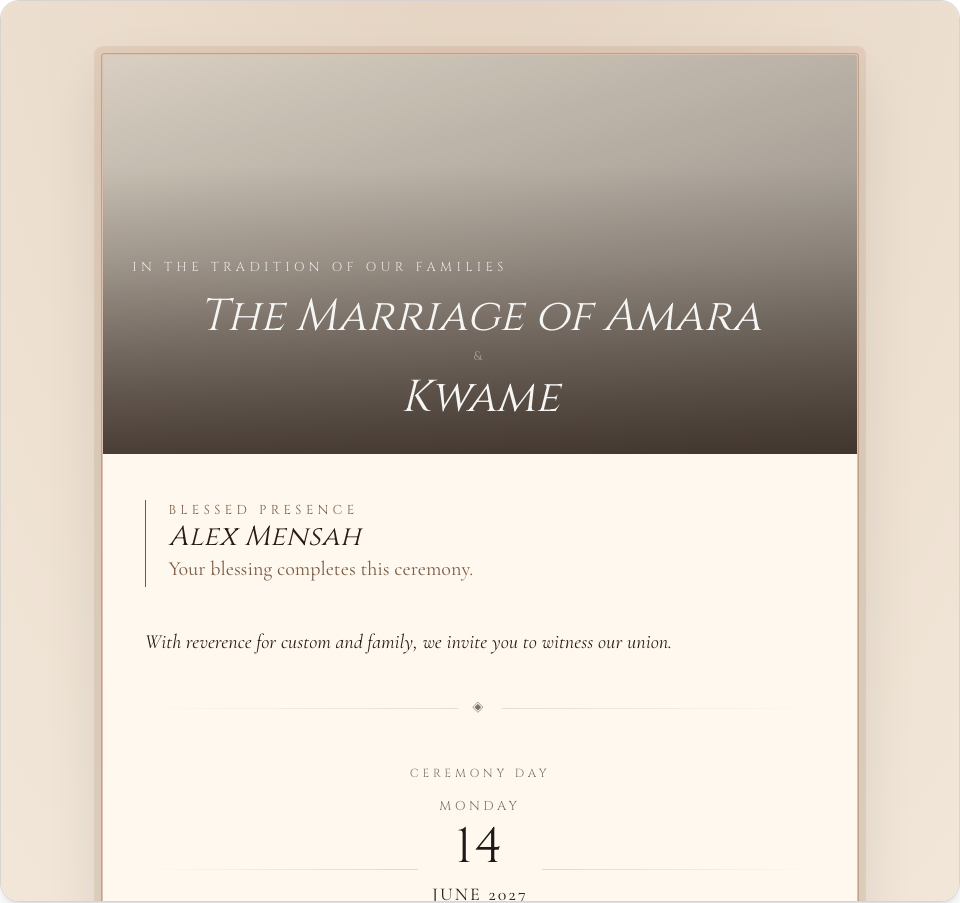 IN THE TRADITION OF OUR FAMILIES
The Marriage of Amara
&
Kwame
BLESSED PRESENCE
Alex Mensah
Your blessing completes this ceremony.
With reverence for custom and family, we invite you to witness our union.
CEREMONY DAY
MONDAY
14
JUNE 2027